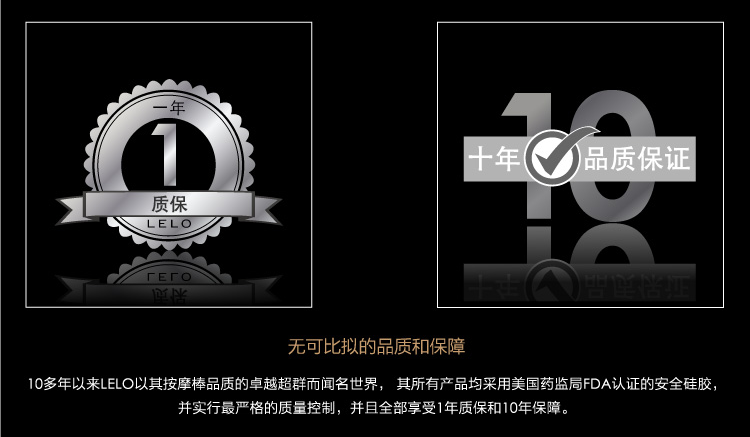 一年
1
质保
LELO
10
十年 品质保证
无可比拟的品质和保障
10多年以来LELO以其按摩棒品质的卓越超群而闻名世界， 其所有产品均采用美国药监局FDA认证的安全硅胶，
并实行最严格的质量控制，并且全部享受1年质保和10年保障。